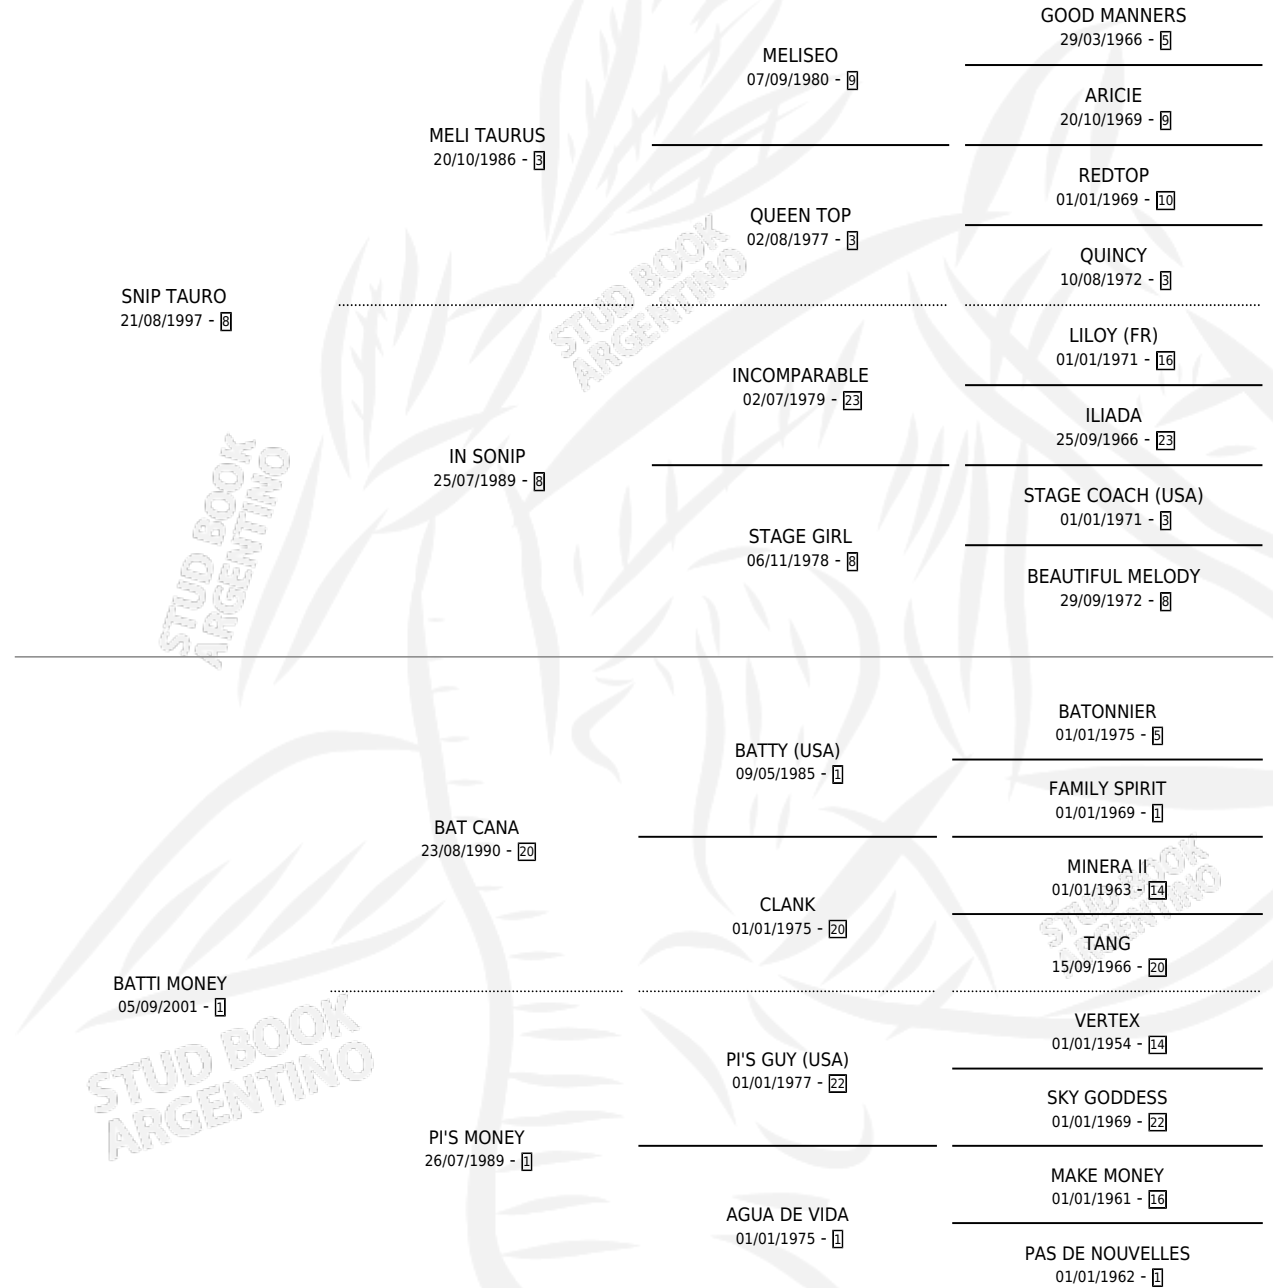 GOOD MANNERS
29/03/1966 - 5
MELISEO
07/09/1980 - 9
ARICIE
20/10/1969 - 9
MELI TAURUS
20/10/1986 - 3
REDTOP
01/01/1969 - 10
QUEEN TOP
02/08/1977 - 3
QUINCY
10/08/1972 - 3
SNIP TAURO
21/08/1997 - 8
LILOY (FR)
01/01/1971 - 16
INCOMPARABLE
02/07/1979 - 23
ILIADA
25/09/1966 - 23
IN SONIP
25/07/1989 - 8
STAGE COACH (USA)
01/01/1971 - 3
STAGE GIRL
06/11/1978 - 8
BEAUTIFUL MELODY
29/09/1972 - 8
STUD BOOK
ARGENTINO
STUD BOOK
ARGENTINO
BATONNIER
01/01/1975 - 5
BATTY (USA)
09/05/1985 - 1
FAMILY SPIRIT
01/01/1969 - 1
BAT CANA
23/08/1990 - 20
MINERA II
01/01/1963 - 14
CLANK
01/01/1975 - 20
TANG
15/09/1966 - 20
BATTI MONEY
05/09/2001 - 1
VERTEX
01/01/1954 - 14
PI'S GUY (USA)
01/01/1977 - 22
SKY GODDESS
01/01/1969 - 22
PI'S MONEY
26/07/1989 - 1
MAKE MONEY
01/01/1961 - 16
AGUA DE VIDA
01/01/1975 - 1
PAS DE NOUVELLES
01/01/1962 - 1
STUD BOOK
ARGENTINO
STUD BOOK
ARGENTINO